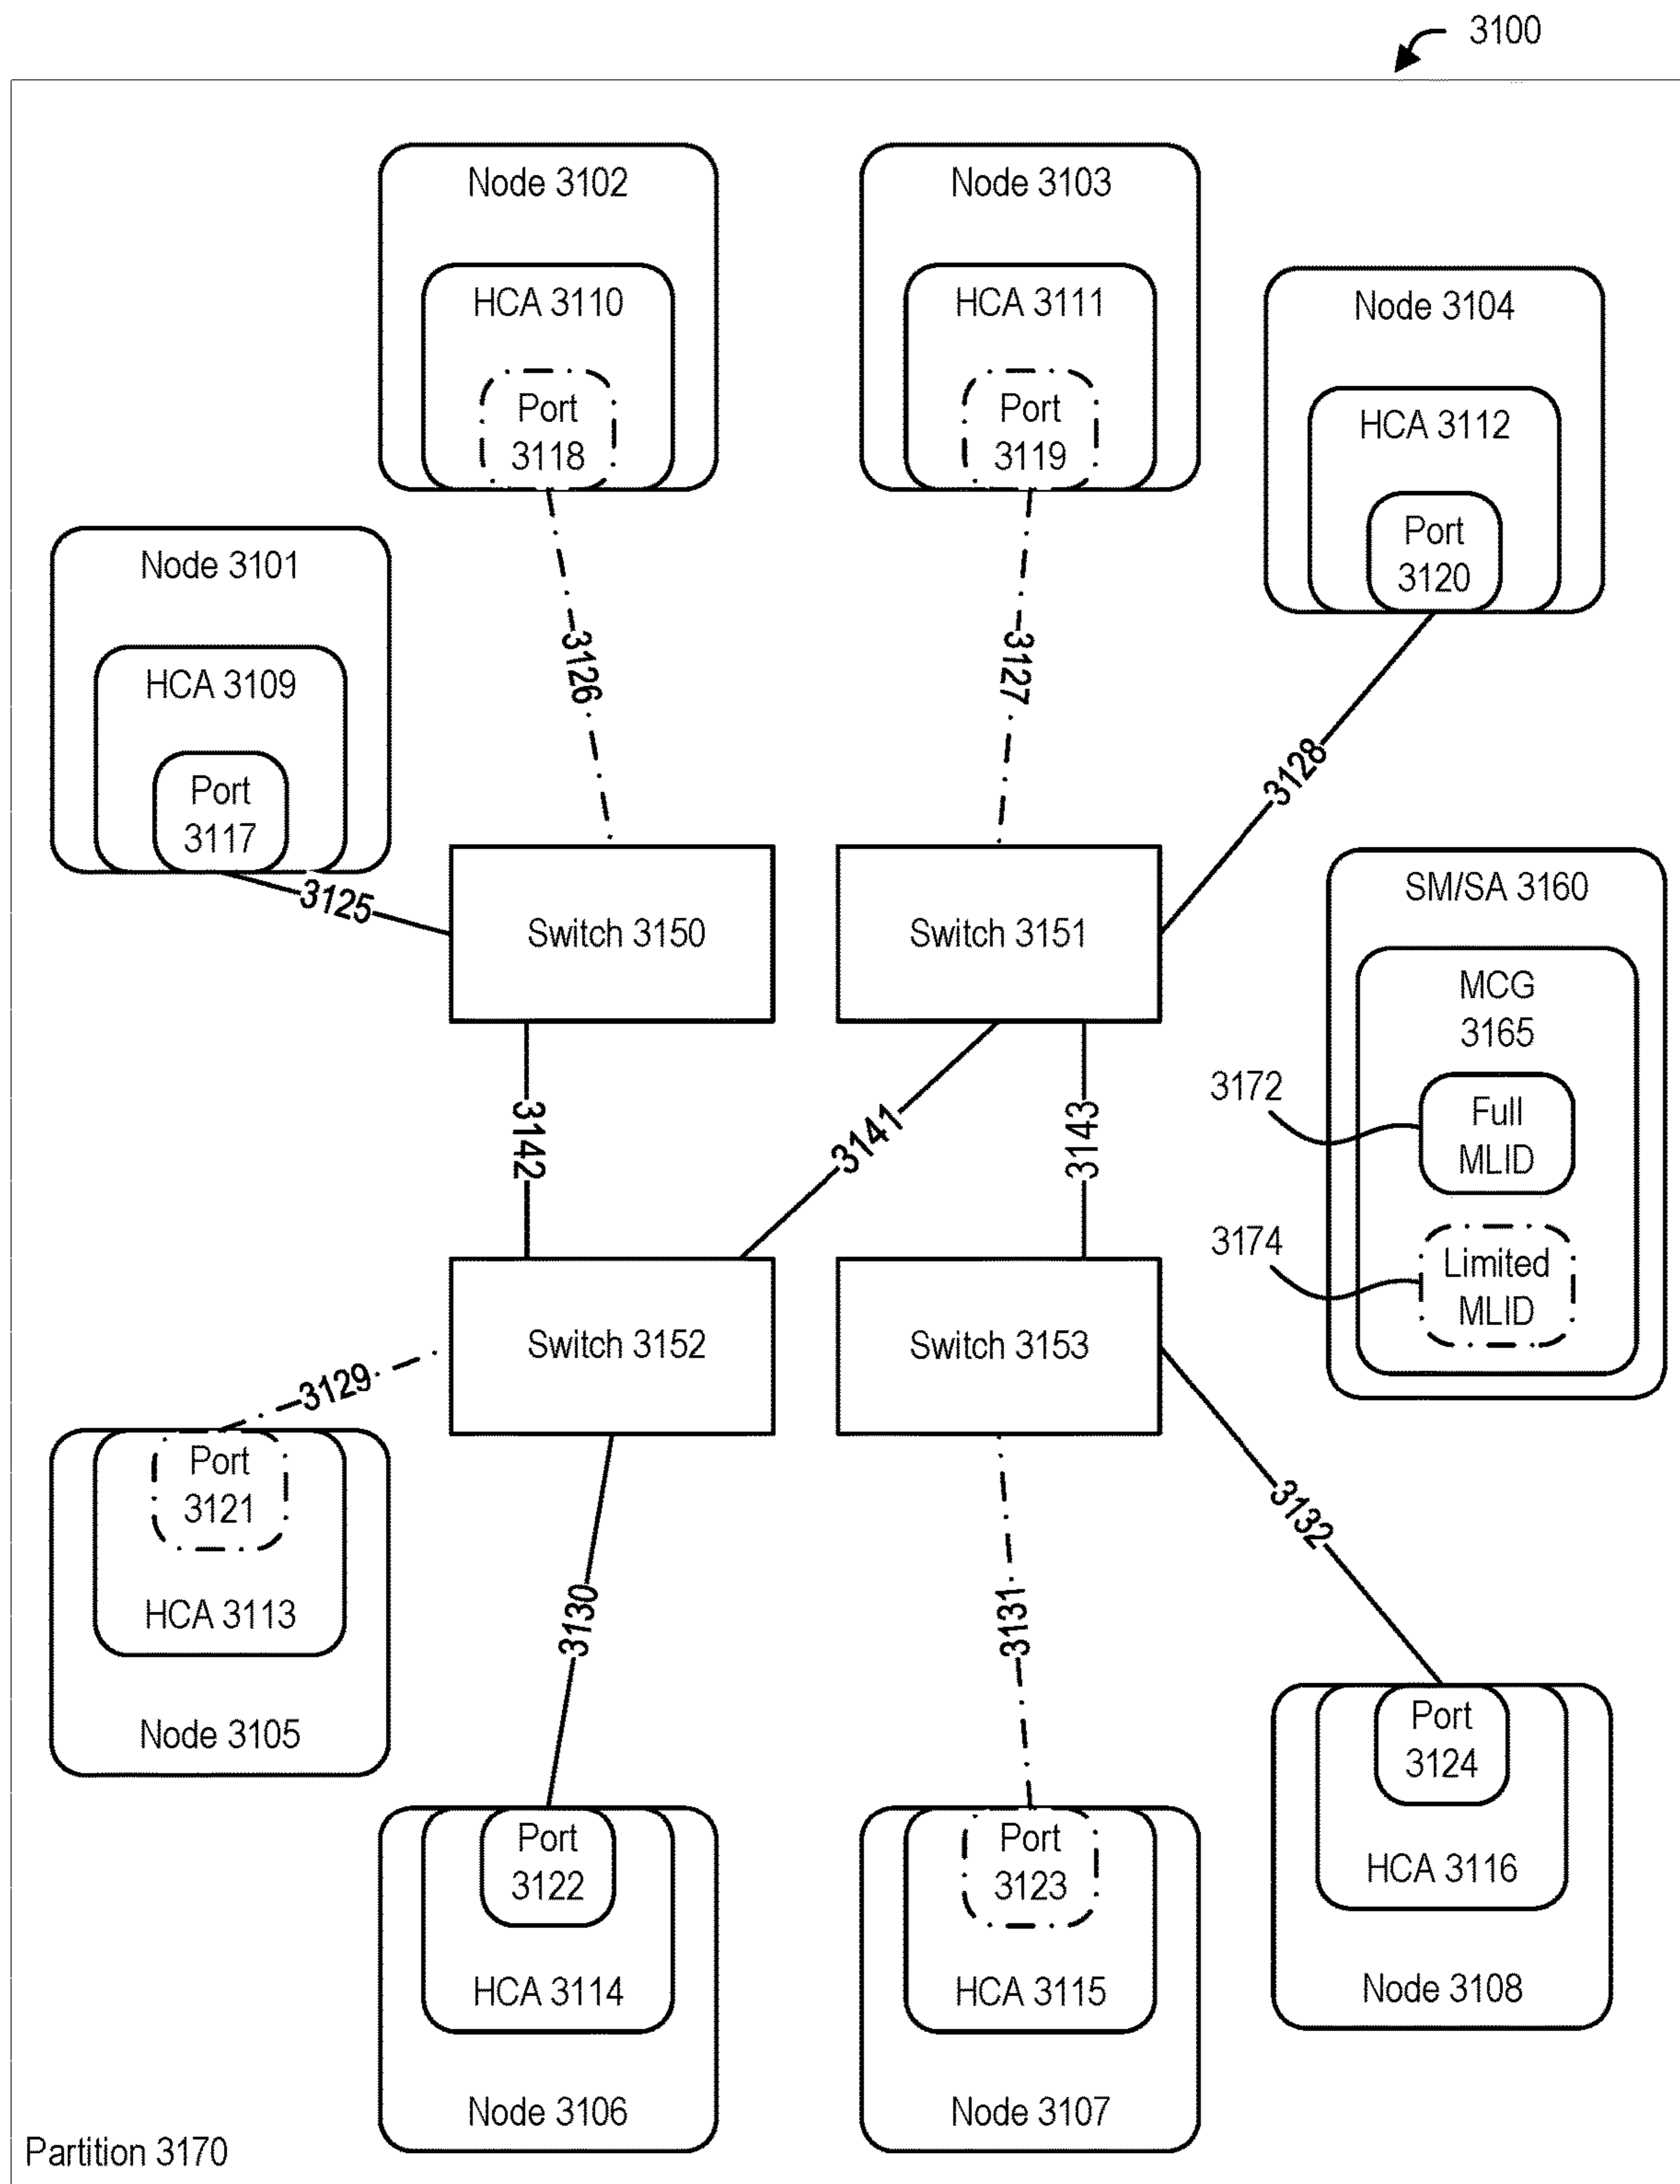 3100
Node 3102
HCA 3110
Port
3118
Node 3103
HCA 3111
Port
3119
Node 3104
HCA 3112
Port
3120
Node 3101
HCA 3109
Port
3117
3126
3127
3128
3125
Switch 3150
Switch 3151
SM/SA 3160
MCG
3165
3172
Full
MLID
3174
Limited
MLID
3142
3141
3143
Switch 3152
Switch 3153
3129
3130
3131
3132
Port
3121
HCA 3113
Node 3105
Port
3122
HCA 3114
Node 3106
Port
3123
HCA 3115
Node 3107
Port
3124
HCA 3116
Node 3108
Partition 3170